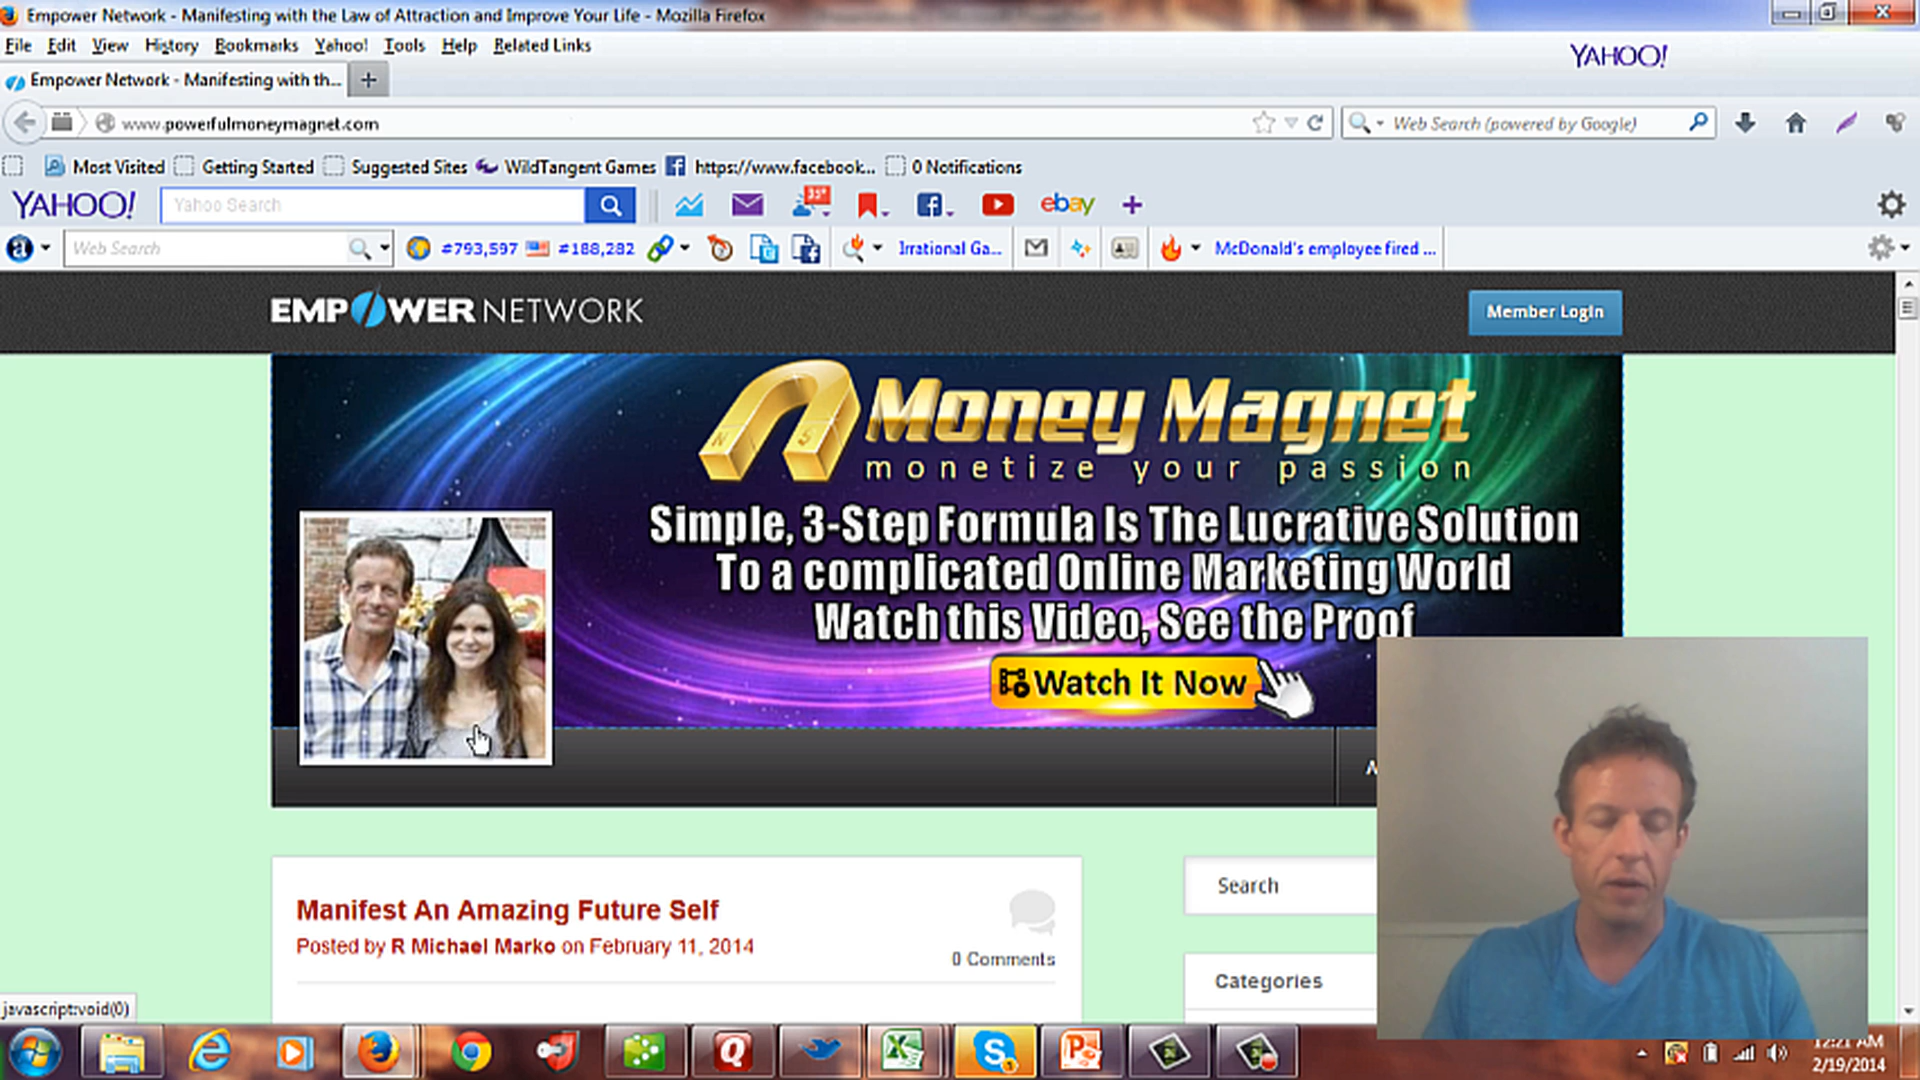 Empower Network - Manifesting with the Law of Attraction and Improve Your Life - Mozilla Firefox
File Edit View History Bookmarks Yahoo! Tools Help Related Links
YAHOO!
Empower Network - Manifesting with th... +
www.powerfulmoneymagnet.com
Web Search (powered by Google)
Most Visited Getting Started Suggested Sites WildTangent Games https://www.facebook... 0 Notifications
YAHOO! Yahoo Search 35° ebay +
a Web Search #793,597 #188,282 Irrational Ga... McDonald's employee fired ...
EMPOWER NETWORK
Member Login
Money Magnet
N S
monetize your passion
Simple, 3-Step Formula Is The Lucrative Solution
To a complicated Online Marketing World
Watch this Video, See the Proof
Watch It Now
Manifest An Amazing Future Self
Posted by R Michael Marko on February 11, 2014
0 Comments
Search
Categories
javascript:void(0)
12:21 AM
2/19/2014